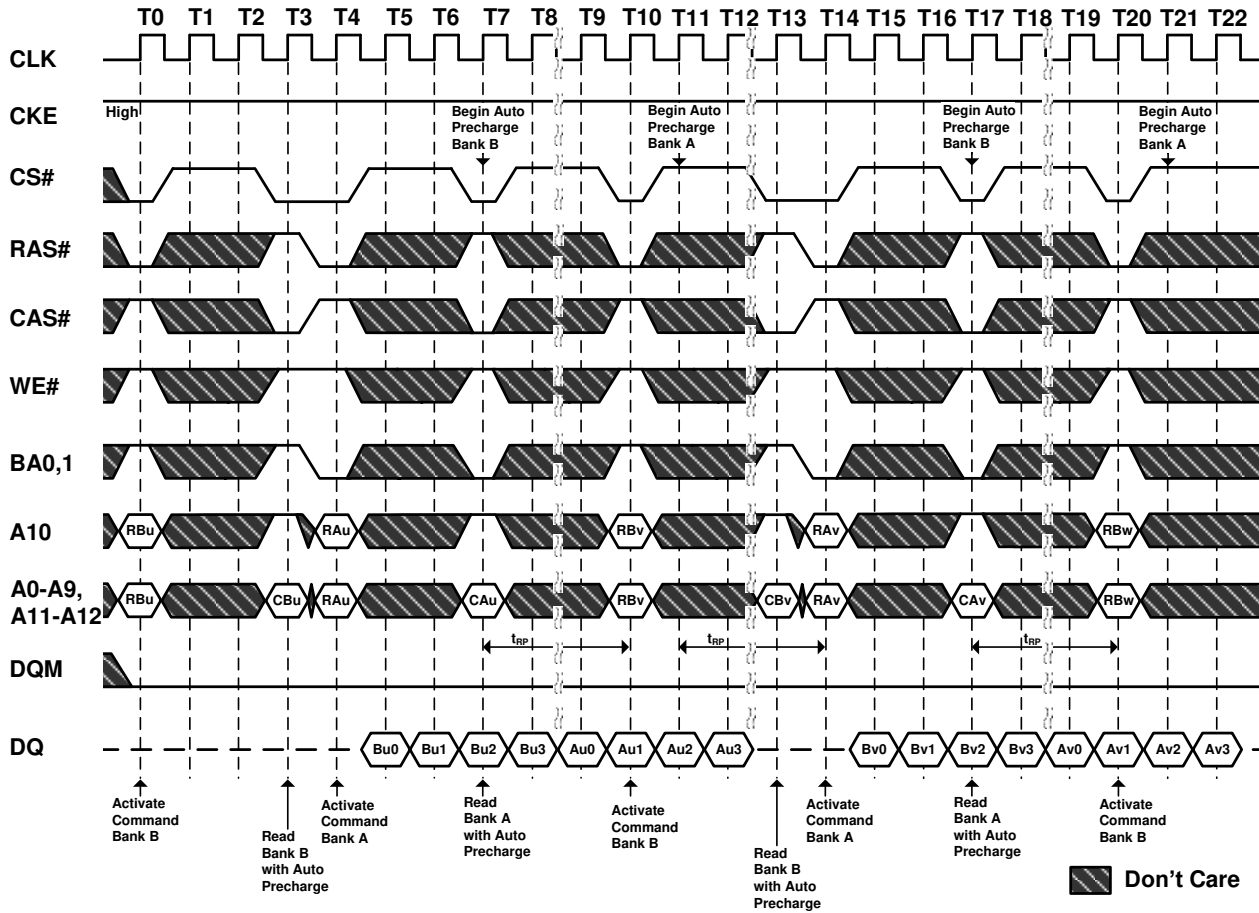 T0 T1 T2 T3 T4 T5 T6 T7 T8 T9 T10 T11 T12 T13 T14 T15 T16 T17 T18 T19 T20 T21 T22
CLK
CKE
High
Begin Auto
Precharge
Bank B
Begin Auto
Precharge
Bank A
Begin Auto
Precharge
Bank B
Begin Auto
Precharge
Bank A
CS#
RAS#
CAS#
WE#
BA0,1
A10
RBu RAu RBv RAv RBw
A0-A9,
A11-A12
RBu CBu RAu CAu RBv CBv RAv CAv RBw
tRP tRP tRP
DQM
DQ
Bu0 Bu1 Bu2 Bu3 Au0 Au1 Au2 Au3 Bv0 Bv1 Bv2 Bv3 Av0 Av1 Av2 Av3
Activate
Command
Bank B
Read
Bank B
with Auto
Precharge
Activate
Command
Bank A
Read
Bank A
with Auto
Precharge
Activate
Command
Bank B
Read
Bank B
with Auto
Precharge
Activate
Command
Bank A
Read
Bank A
with Auto
Precharge
Activate
Command
Bank B
Don't Care